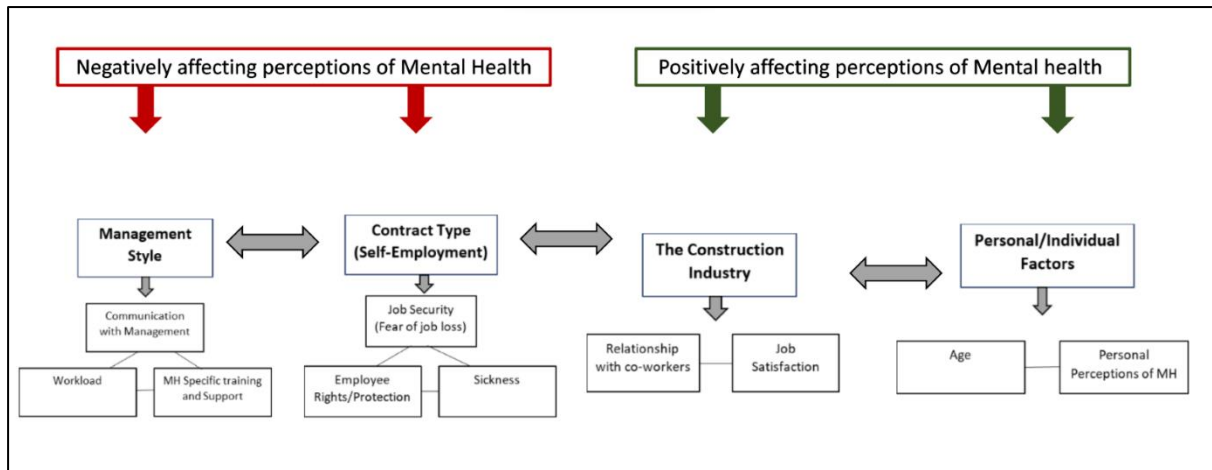 Negatively affecting perceptions of Mental Health
Positively affecting perceptions of Mental health
Management
Style
Contract Type
(Self-Employment)
The Construction
Industry
Personal/Individual
Factors
Communication
with Management
Workload
MH Specific training
and Support
Job Security
(Fear of job loss)
Employee
Rights/Protection
Sickness
Relationship
with co-workers
Job
Satisfaction
Age
Personal
Perceptions of MH